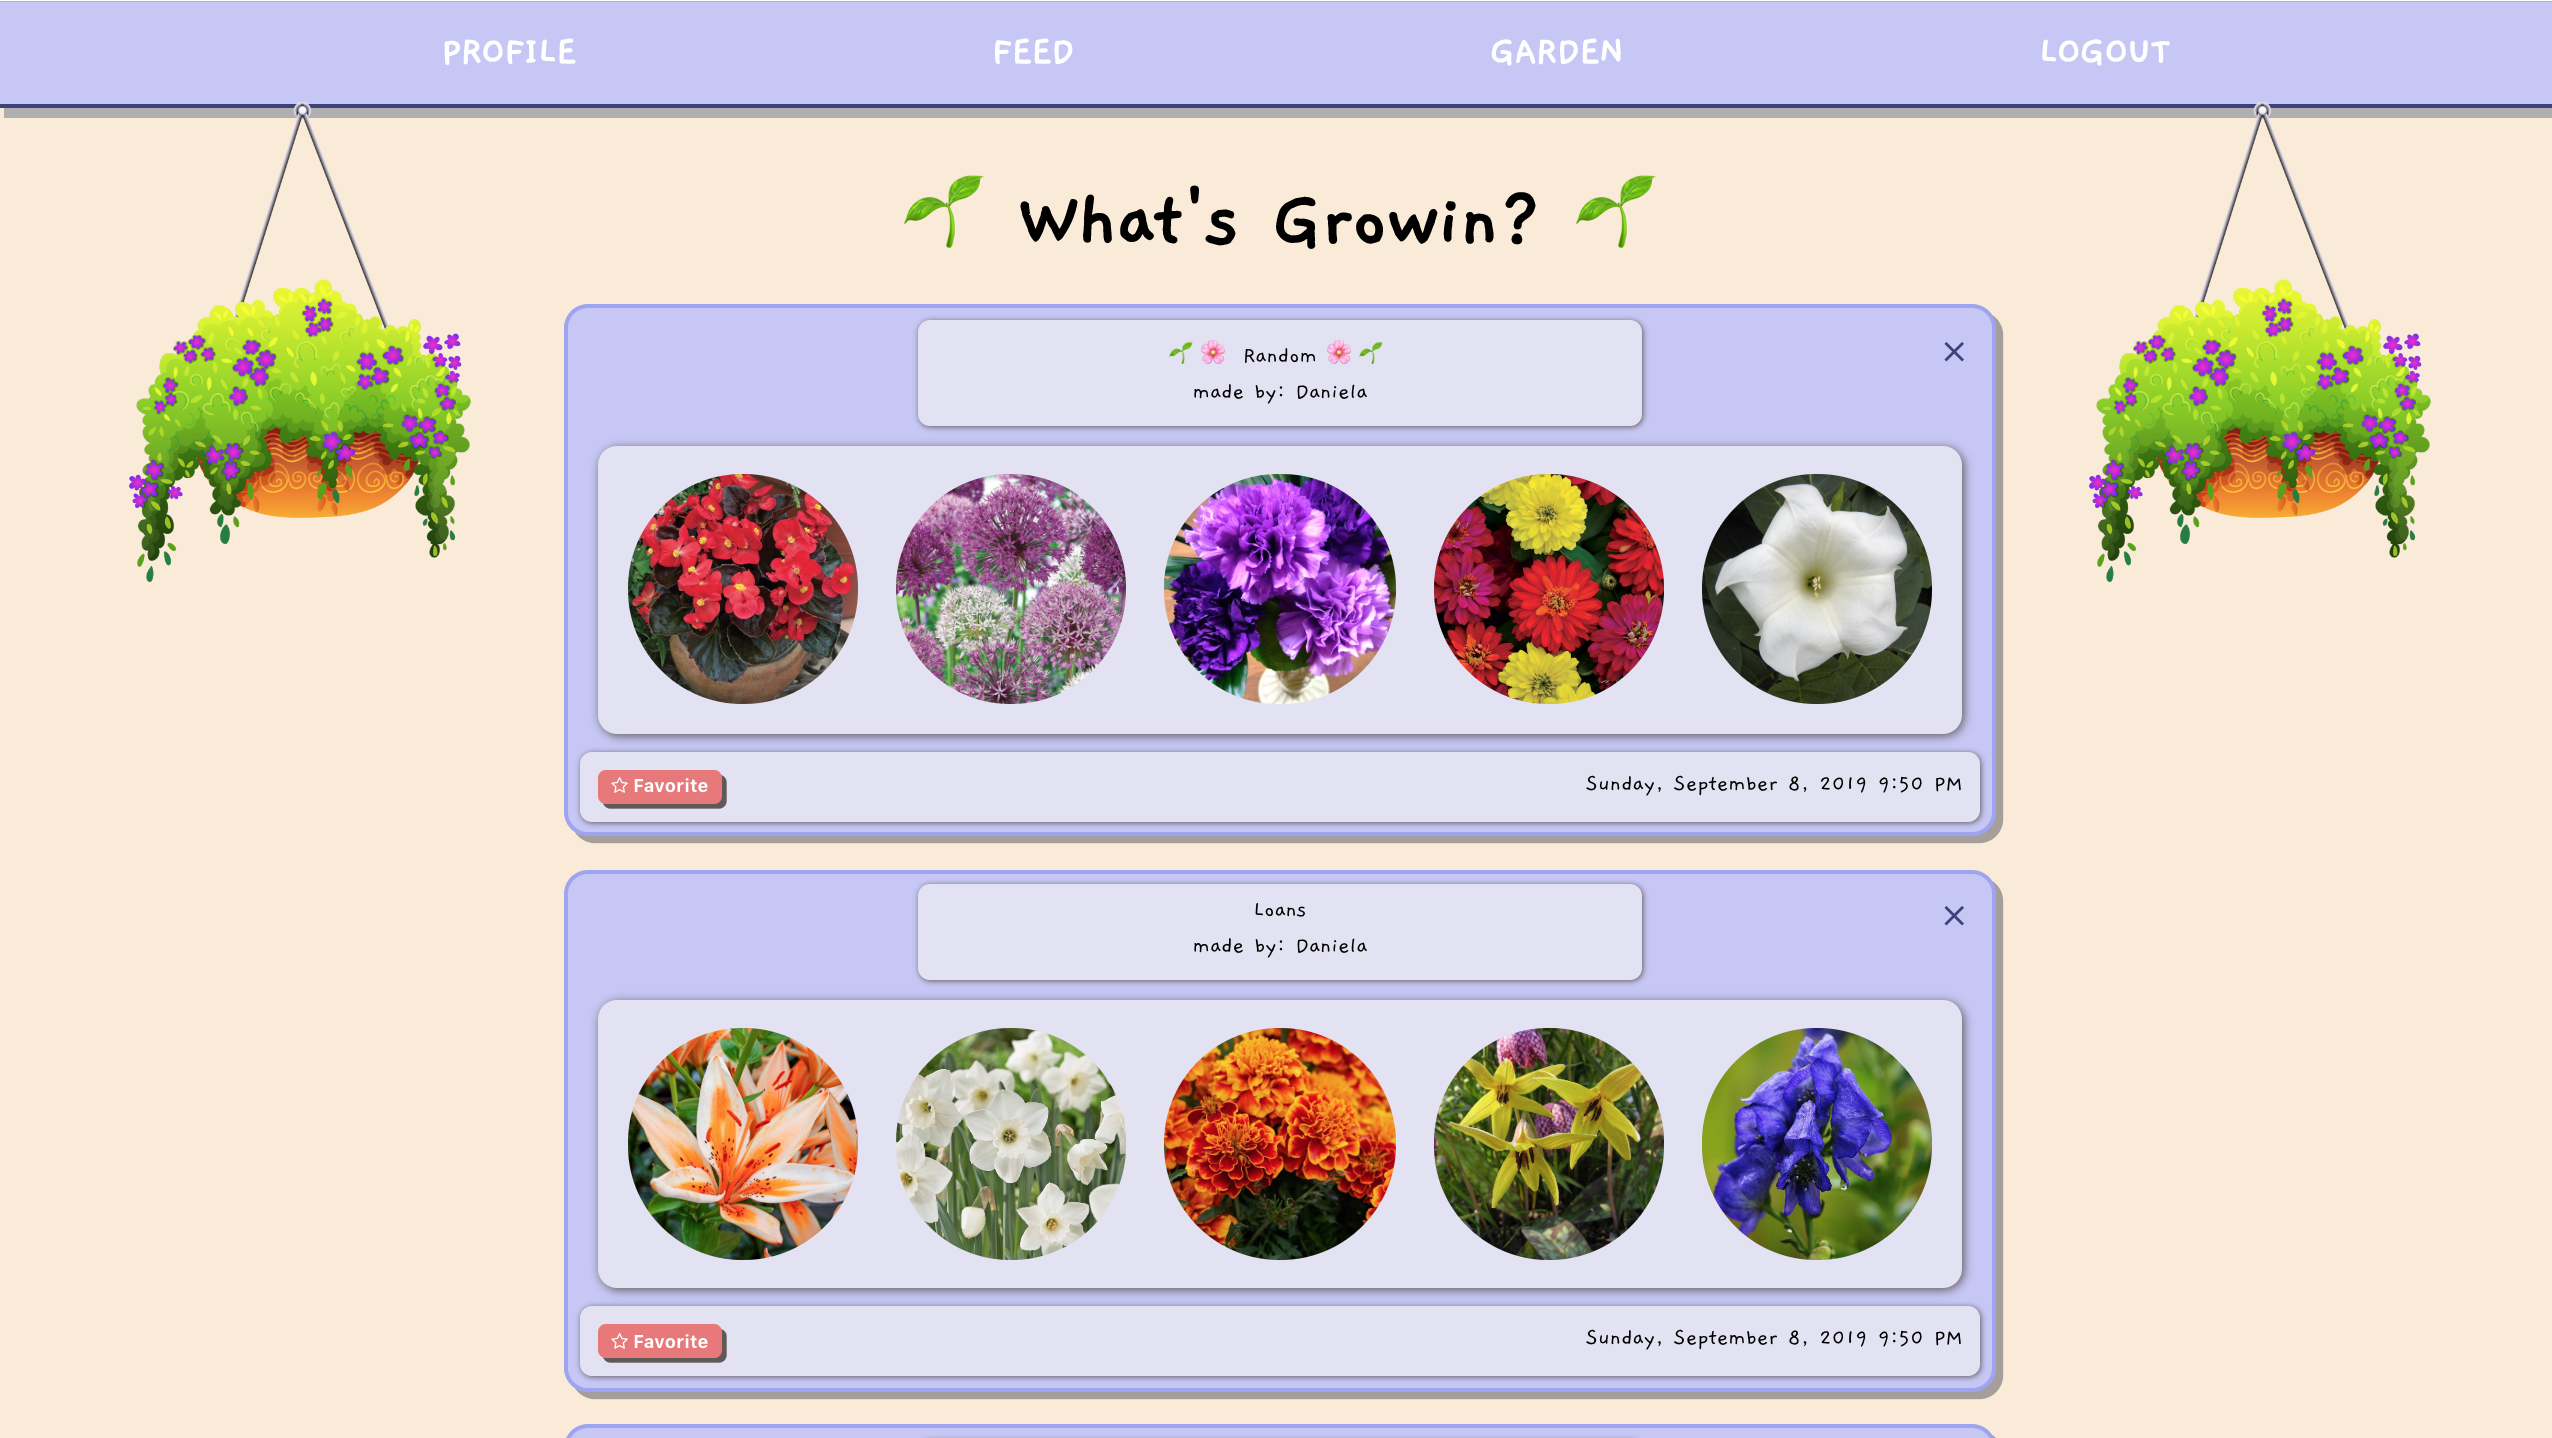 PROFILE FEED GARDEN LOGOUT
🌱 What's Growin? 🌱
🌱🌸 Random 🌸🌱
made by: Daniela
☆ Favorite
Sunday, September 8, 2019 9:50 PM
Loans
made by: Daniela
☆ Favorite
Sunday, September 8, 2019 9:50 PM